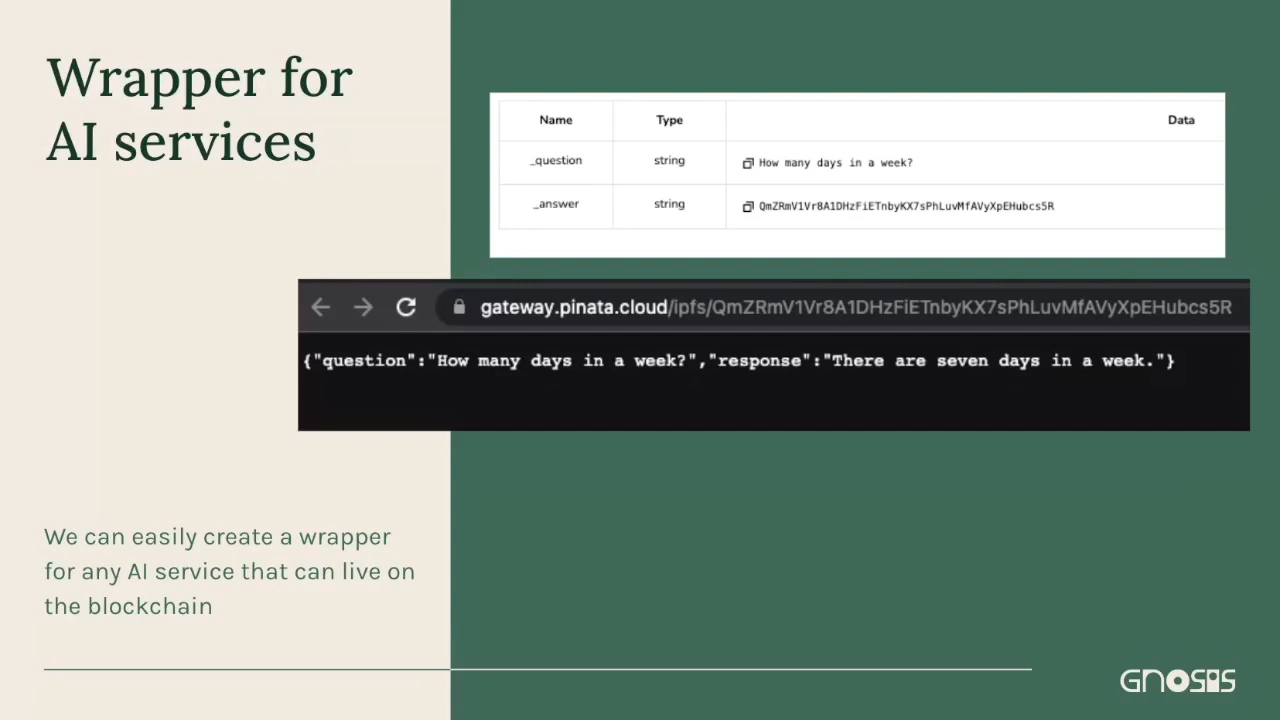 Wrapper for
AI services
Name Type Data
_question string How many days in a week?
_answer string QmZRmV1Vr8A1DHzFiETnbyKX7sPhLuvMfAVyXpEHubcs5R
gateway.pinata.cloud/ipfs/QmZRmV1Vr8A1DHzFiETnbyKX7sPhLuvMfAVyXpEHubcs5R
{"question":"How many days in a week?","response":"There are seven days in a week."}
We can easily create a wrapper
for any AI service that can live on
the blockchain
GNOSIS